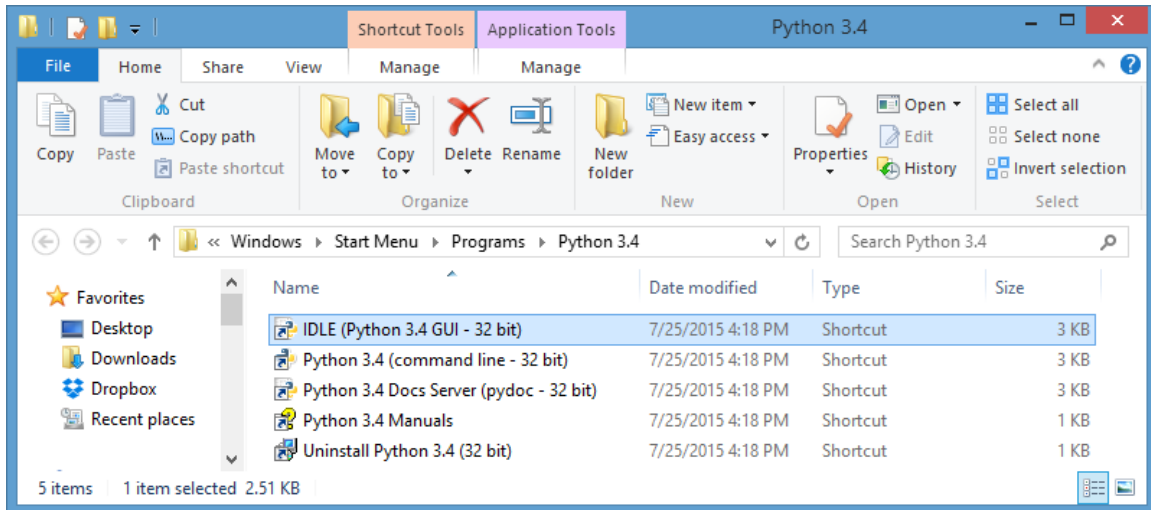 Shortcut Tools Application Tools Python 3.4
File Home Share View Manage Manage
Copy Paste Cut Copy path Paste shortcut
Clipboard
Move to Copy to Delete Rename
Organize
New folder New item Easy access
New
Properties Open Edit History
Open
Select all Select none Invert selection
Select
« Windows Start Menu Programs Python 3.4 Search Python 3.4
Favorites
Desktop
Downloads
Dropbox
Recent places
Name Date modified Type Size
IDLE (Python 3.4 GUI - 32 bit) 7/25/2015 4:18 PM Shortcut 3 KB
Python 3.4 (command line - 32 bit) 7/25/2015 4:18 PM Shortcut 3 KB
Python 3.4 Docs Server (pydoc - 32 bit) 7/25/2015 4:18 PM Shortcut 3 KB
Python 3.4 Manuals 7/25/2015 4:18 PM Shortcut 1 KB
Uninstall Python 3.4 (32 bit) 7/25/2015 4:18 PM Shortcut 1 KB
5 items 1 item selected 2.51 KB